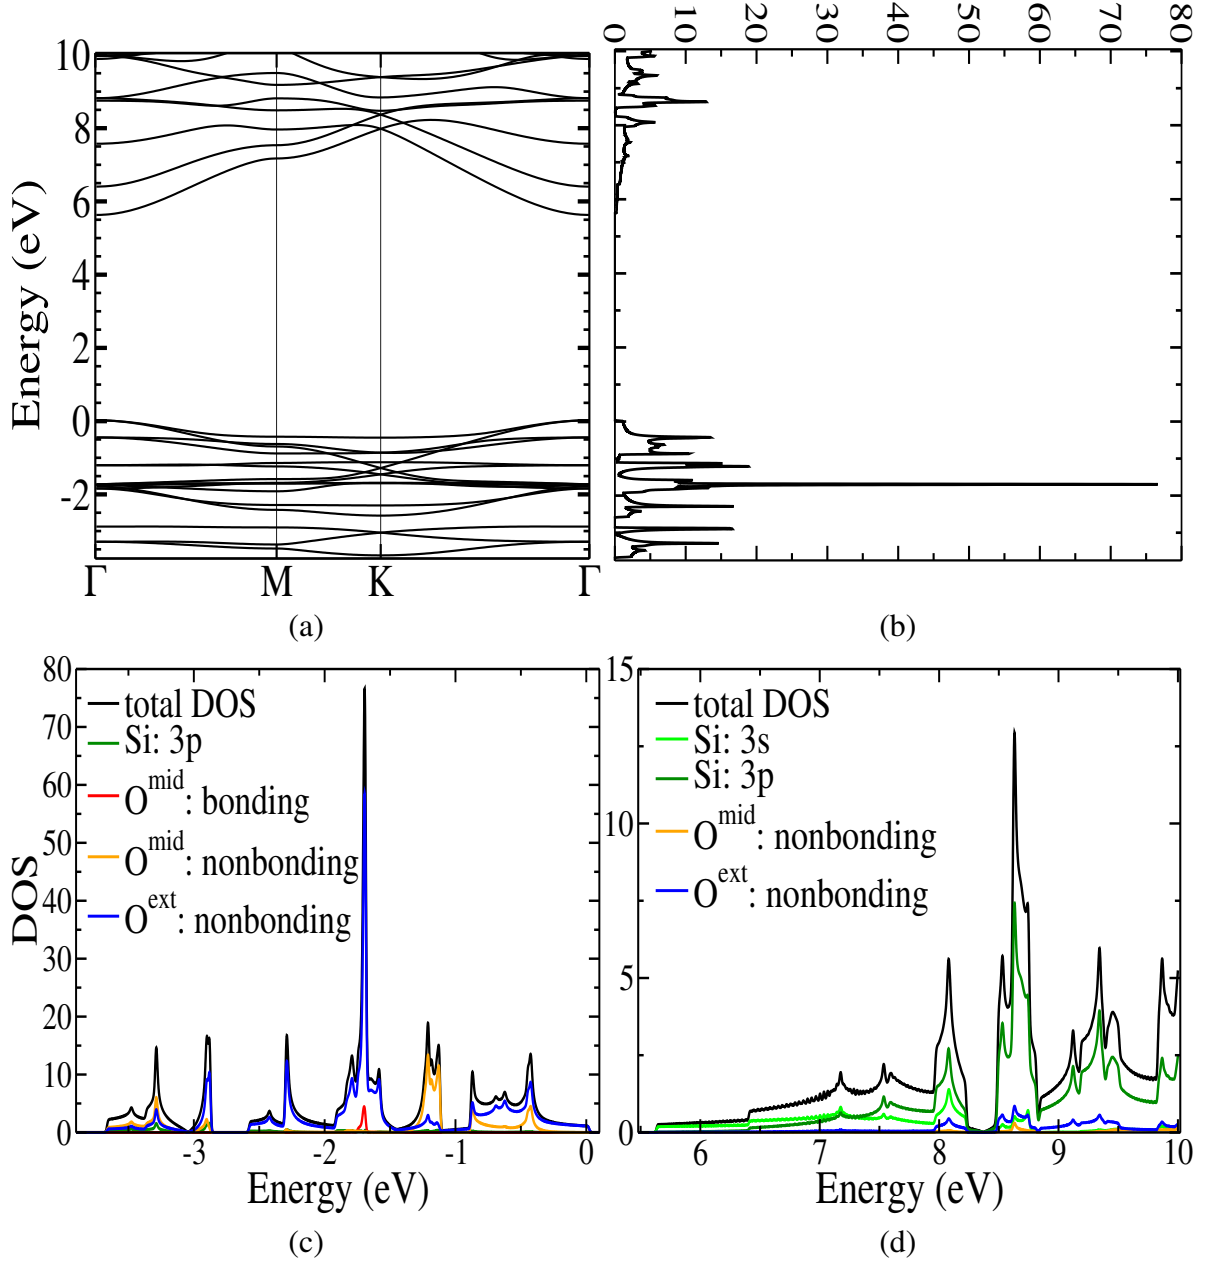 0 10 20 30 40 50 60 70 80
10
8
6
4
2
0
-2
Energy (eV)
Γ M K Γ
(a) (b)
80
75
70
60
50
40
30
20
10
0
DOS
total DOS
Si: 3p
O^mid: bonding
O^mid: nonbonding
O^ext: nonbonding
-3 -2 -1 0
Energy (eV)
(c)
15
10
5
0
total DOS
Si: 3s
Si: 3p
O^mid: nonbonding
O^ext: nonbonding
6 7 8 9 10
Energy (eV)
(d)